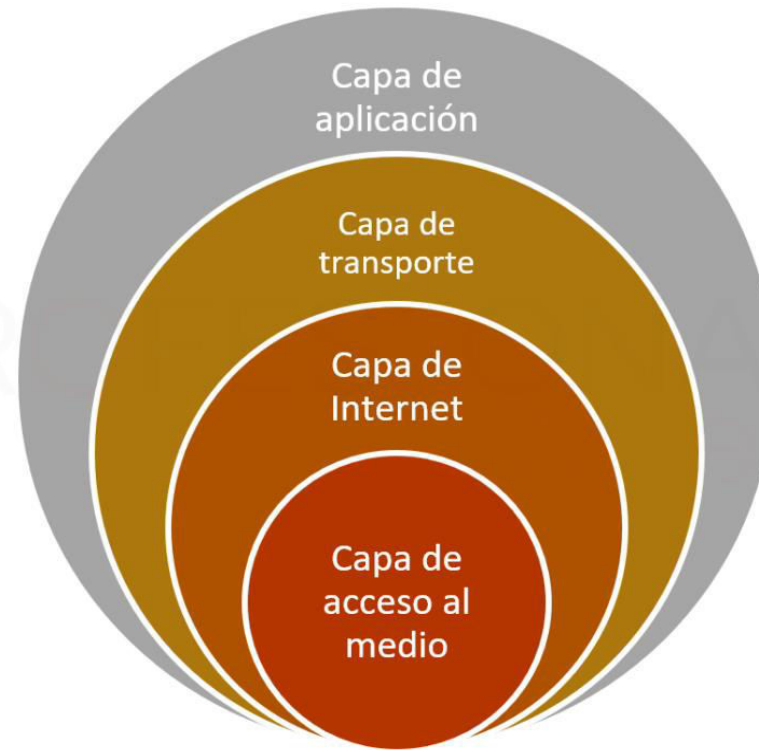 Capa de
aplicación
Capa de
transporte
Capa de
Internet
Capa de
acceso al
medio